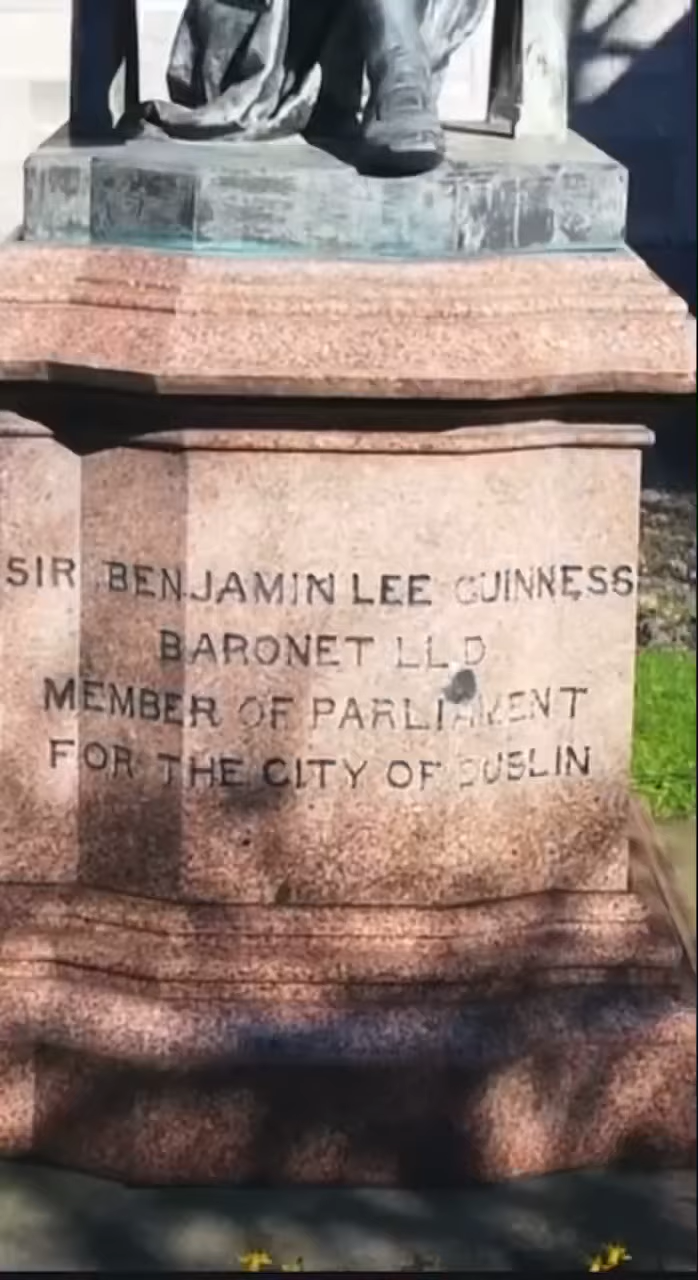 SIR BENJAMIN LEE GUINNESS
BARONET LL D
MEMBER OF PARLIAMENT
FOR THE CITY OF DUBLIN